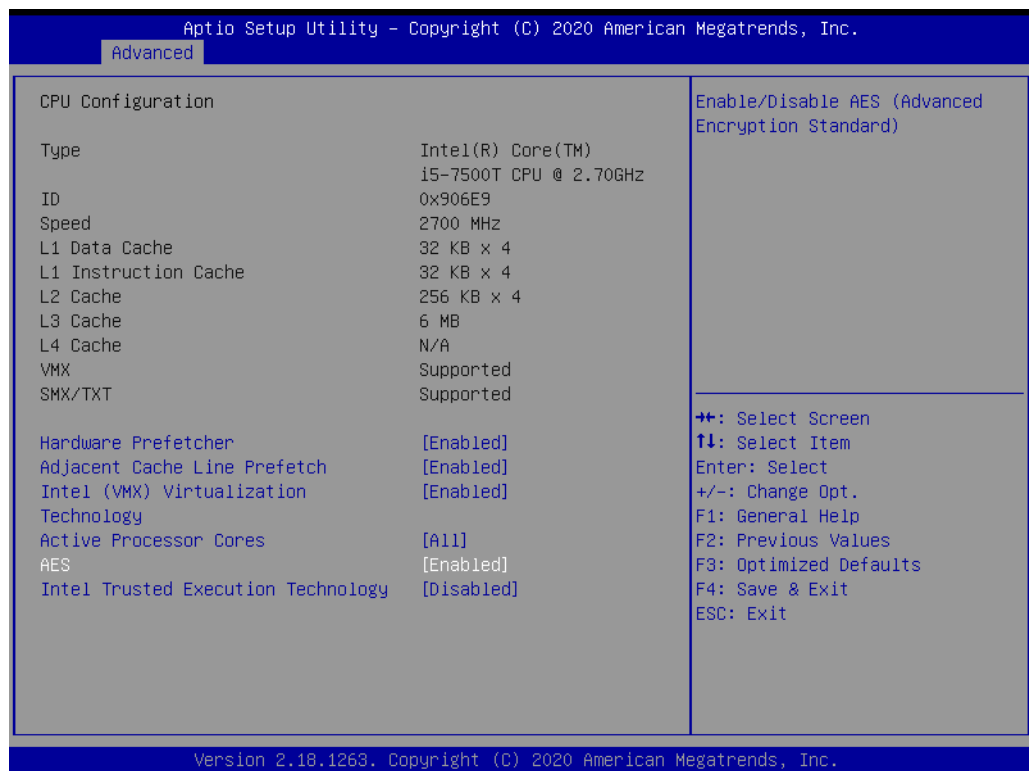 Aptio Setup Utility – Copyright (C) 2020 American Megatrends, Inc.
Advanced
CPU Configuration
Type Intel(R) Core(TM)
i5-7500T CPU @ 2.70GHz
ID 0x906E9
Speed 2700 MHz
L1 Data Cache 32 KB x 4
L1 Instruction Cache 32 KB x 4
L2 Cache 256 KB x 4
L3 Cache 6 MB
L4 Cache N/A
VMX Supported
SMX/TXT Supported
Hardware Prefetcher [Enabled]
Adjacent Cache Line Prefetch [Enabled]
Intel (VMX) Virtualization [Enabled]
Technology
Active Processor Cores [All]
AES [Enabled]
Intel Trusted Execution Technology [Disabled]
Enable/Disable AES (Advanced
Encryption Standard)
→←: Select Screen
↑↓: Select Item
Enter: Select
+/-: Change Opt.
F1: General Help
F2: Previous Values
F3: Optimized Defaults
F4: Save & Exit
ESC: Exit
Version 2.18.1263. Copyright (C) 2020 American Megatrends, Inc.